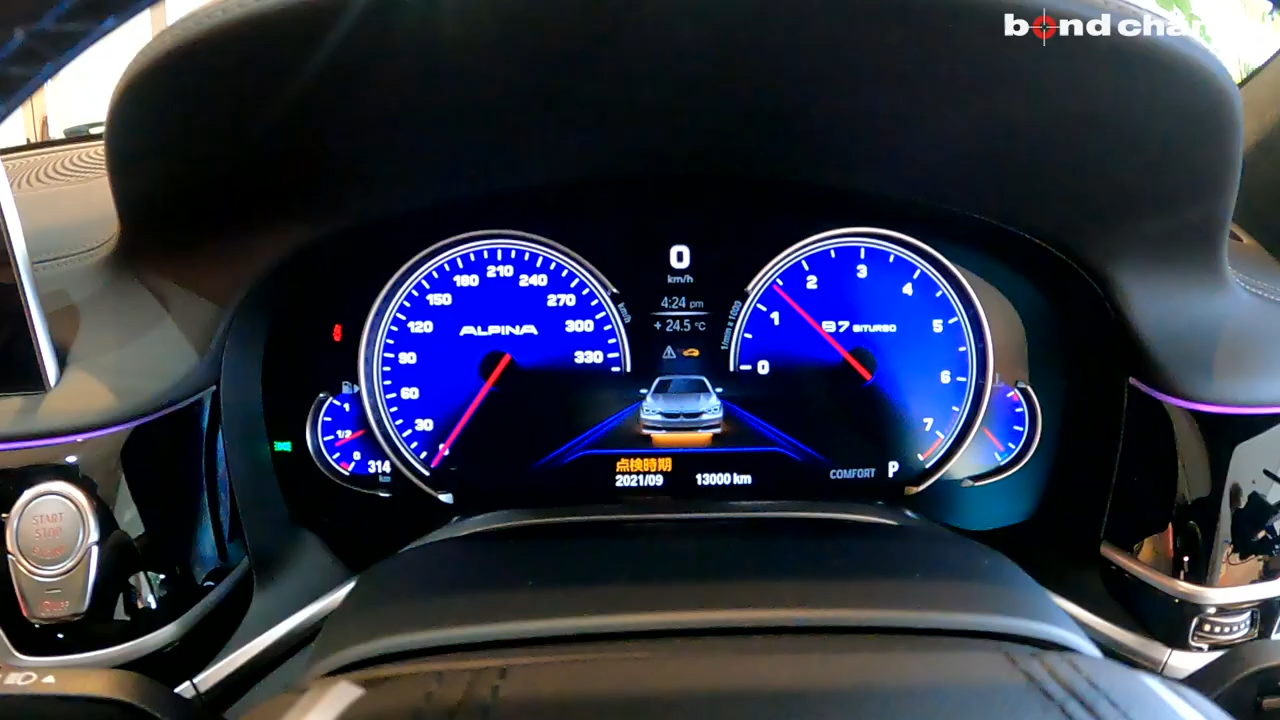 bond
0
km/h
4:24 pm
+ 24.5 °C
30
60
90
120
150
180
210
240
270
300
330
km/h
ALPINA
0
1
2
3
4
5
6
7
1/min x 1000
B7 BITURBO
1
1/2
0
314
km
点検時期
2021/09 13000 km
COMFORT P
START
STOP
OFF